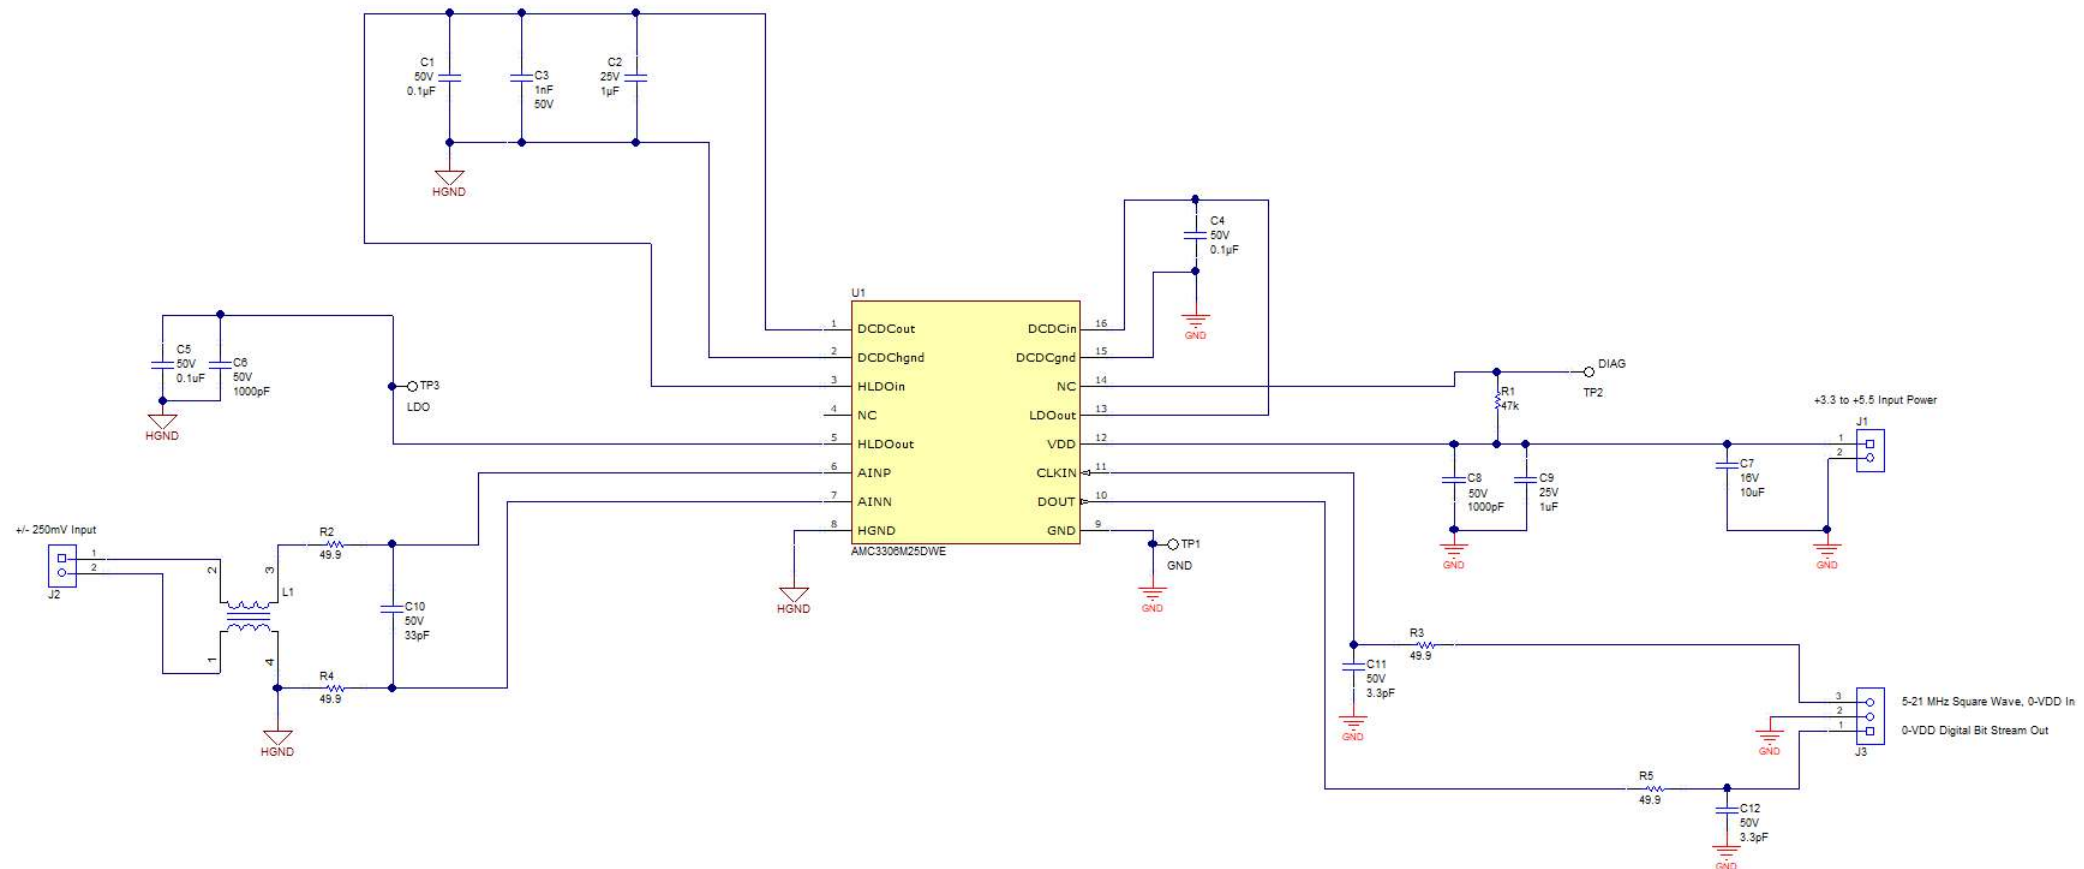 C1
50V
0.1µF
C3
1nF
50V
C2
25V
1µF
HGND
C4
50V
0.1µF
GND
C5
50V
0.1uF
C6
50V
1000pF
HGND
TP3
LDO
U1
1 DCDCout
2 DCDChgnd
3 HLDOin
4 NC
5 HLDOout
6 AINP
7 AINN
8 HGND
DCDCin 16
DCDCgnd 15
NC 14
LDOout 13
VDD 12
CLKIN 11
DOUT 10
GND 9
AMC3306M25DWE
HGND
TP1
GND
GND
DIAG
TP2
R1
47k
+3.3 to +5.5 Input Power
J1
1
2
C8
50V
1000pF
C9
25V
1uF
C7
16V
10uF
GND
GND
+/- 250mV Input
1
2
J2
2
3
1
4
L1
R2
49.9
R4
49.9
C10
50V
33pF
HGND
R3
49.9
C11
50V
3.3pF
GND
3
2
1
J3
GND
5-21 MHz Square Wave, 0-VDD In
0-VDD Digital Bit Stream Out
R5
49.9
C12
50V
3.3pF
GND